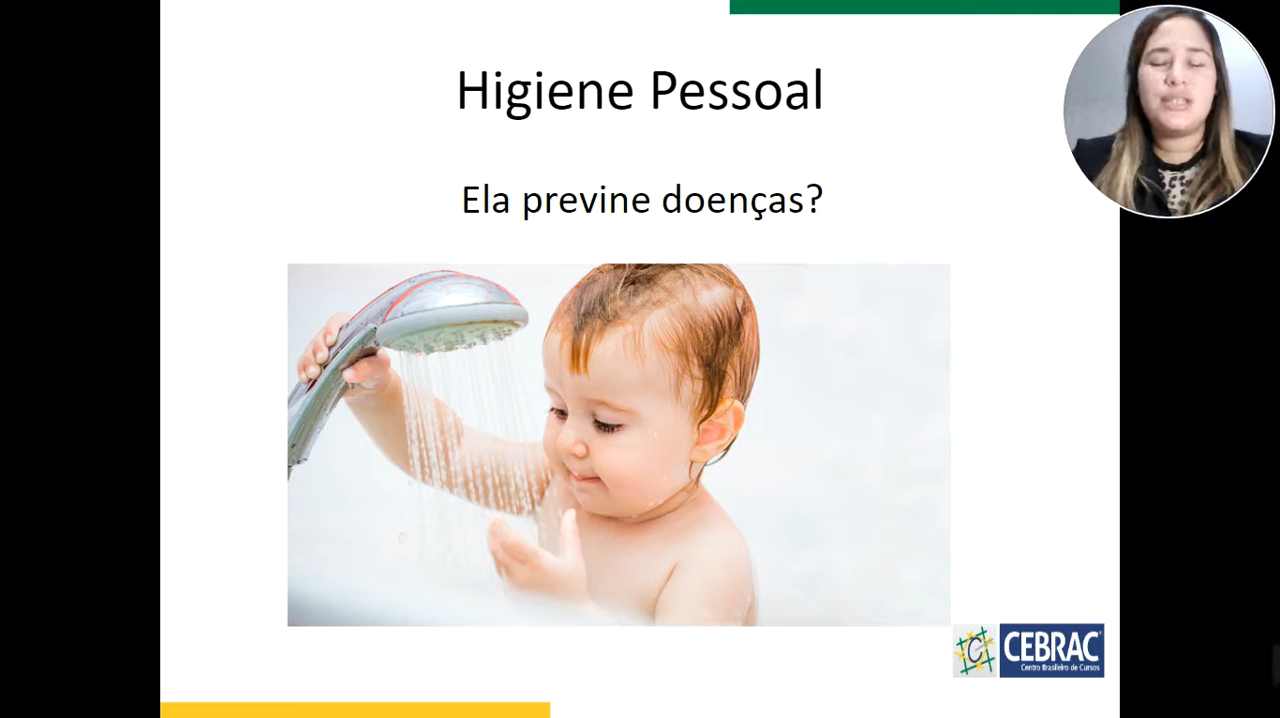 Higiene Pessoal
Ela previne doenças?
CEBRAC
Centro Brasileiro de Cursos